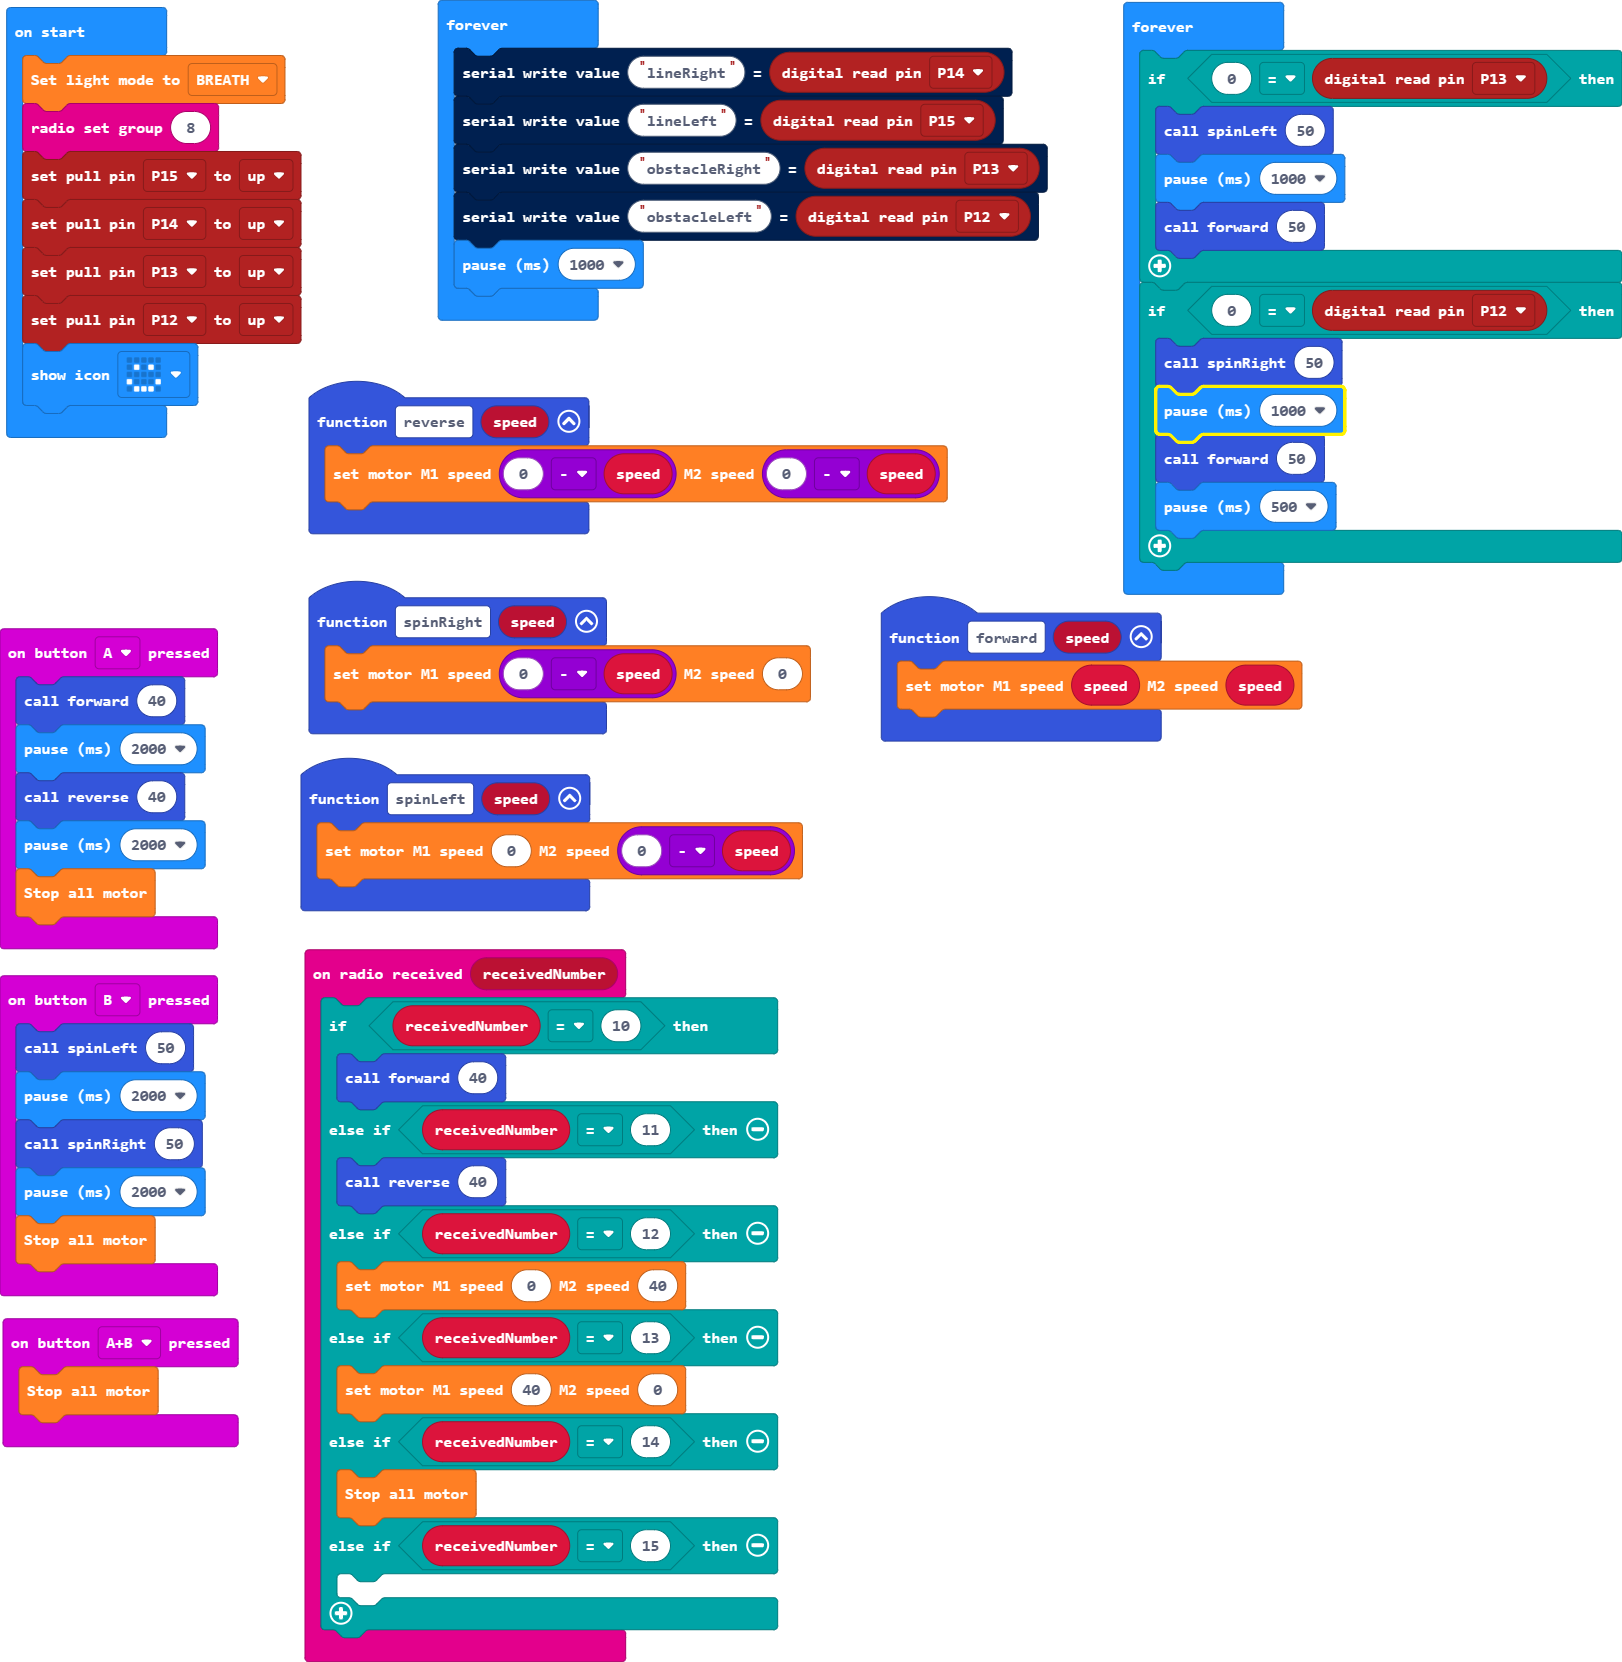 on start
Set light mode to BREATH
radio set group 8
set pull pin P15 to up
set pull pin P14 to up
set pull pin P13 to up
set pull pin P12 to up
show icon
forever
serial write value "lineRight" = digital read pin P14
serial write value "lineLeft" = digital read pin P15
serial write value "obstacleRight" = digital read pin P13
serial write value "obstacleLeft" = digital read pin P12
pause (ms) 1000
forever
if 0 = digital read pin P13 then
call spinLeft 50
pause (ms) 1000
call forward 50
if 0 = digital read pin P12 then
call spinRight 50
pause (ms) 1000
call forward 50
pause (ms) 500
function reverse speed
set motor M1 speed 0 - speed M2 speed 0 - speed
function spinRight speed
set motor M1 speed 0 - speed M2 speed 0
function forward speed
set motor M1 speed speed M2 speed speed
function spinLeft speed
set motor M1 speed 0 M2 speed 0 - speed
on button A pressed
call forward 40
pause (ms) 2000
call reverse 40
pause (ms) 2000
Stop all motor
on button B pressed
call spinLeft 50
pause (ms) 2000
call spinRight 50
pause (ms) 2000
Stop all motor
on button A+B pressed
Stop all motor
on radio received receivedNumber
if receivedNumber = 10 then
call forward 40
else if receivedNumber = 11 then
call reverse 40
else if receivedNumber = 12 then
set motor M1 speed 0 M2 speed 40
else if receivedNumber = 13 then
set motor M1 speed 40 M2 speed 0
else if receivedNumber = 14 then
Stop all motor
else if receivedNumber = 15 then